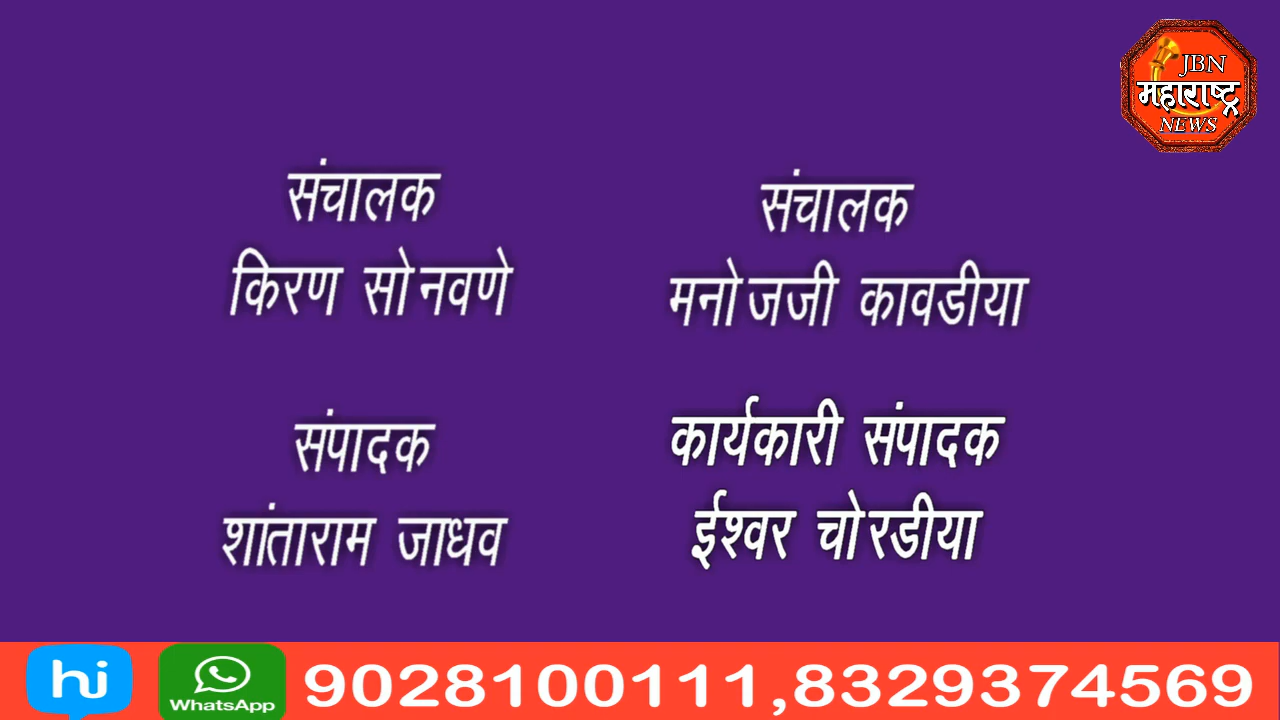 JBN
महाराष्ट्र
NEWS
संचालक
किरण सोनवणे
संचालक
मनोजजी कावडीया
संपादक
शांताराम जाधव
कार्यकारी संपादक
ईश्वर चोरडीया
hi
WhatsApp
9028100111,8329374569